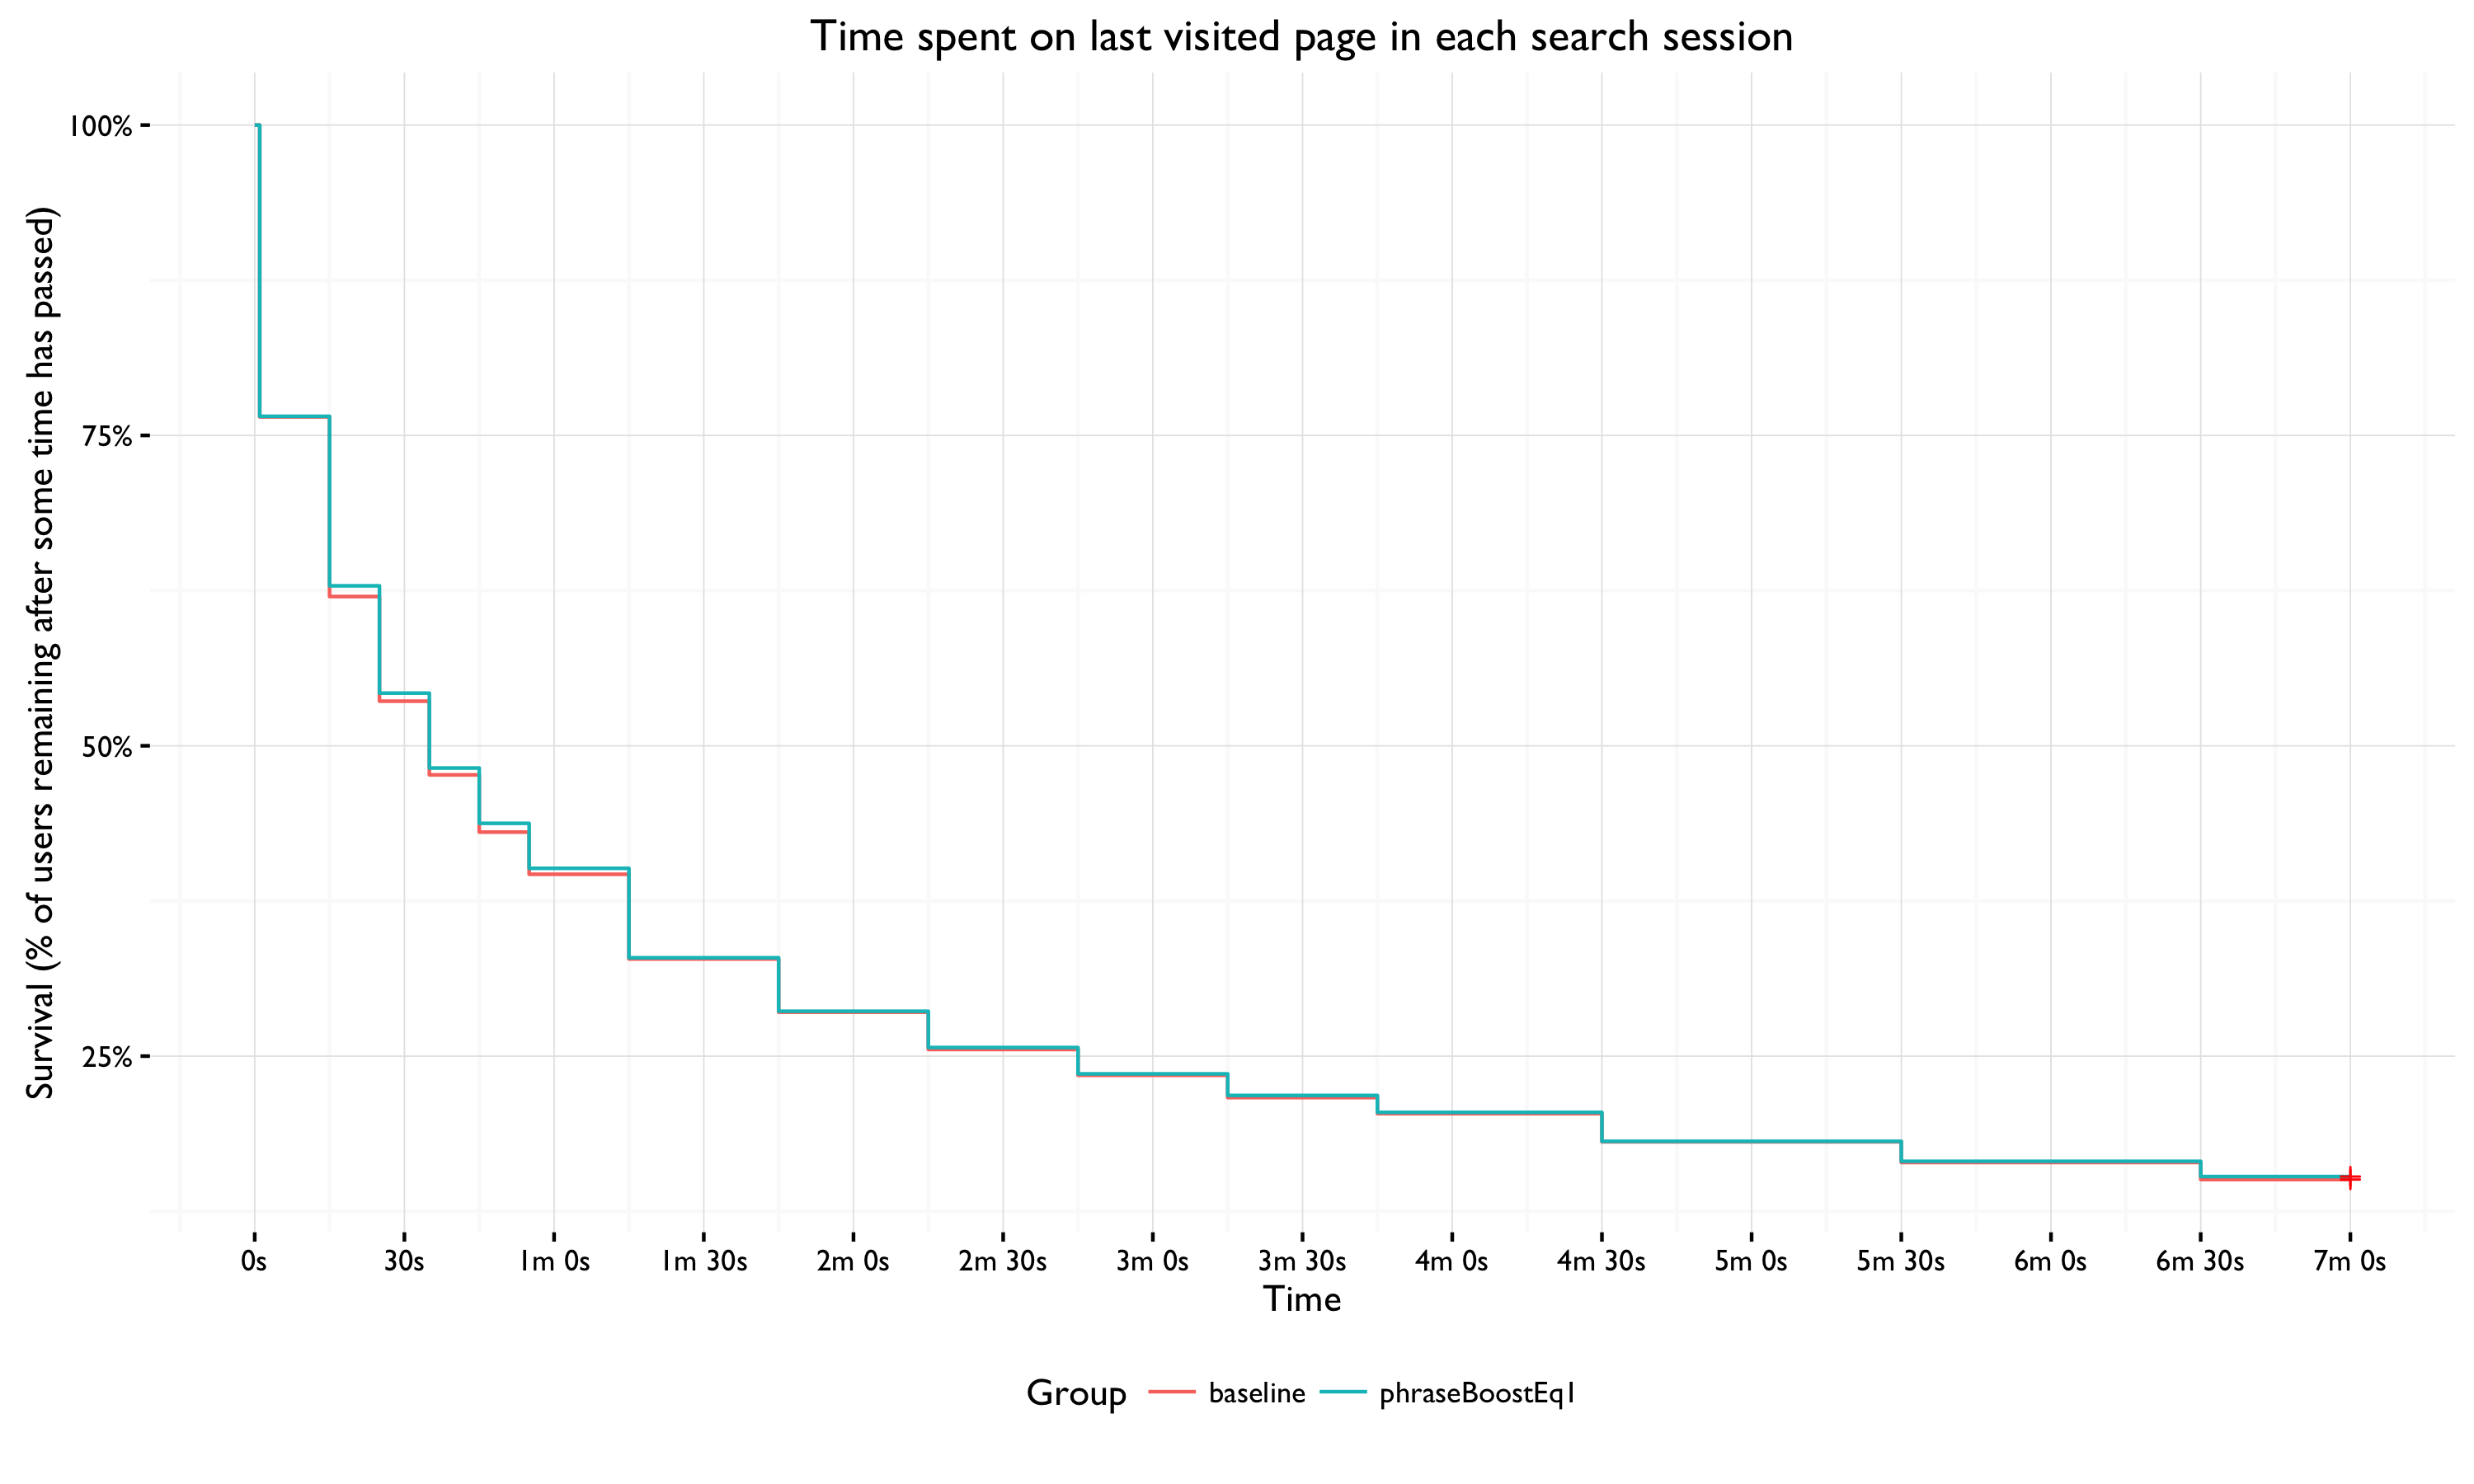 Time spent on last visited page in each search session
Survival (% of users remaining after some time has passed)
100%
75%
50%
25%
0s 30s 1m 0s 1m 30s 2m 0s 2m 30s 3m 0s 3m 30s 4m 0s 4m 30s 5m 0s 5m 30s 6m 0s 6m 30s 7m 0s
Time
Group baseline phraseBoostEq1